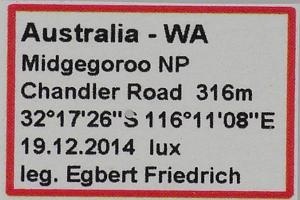 Australia - WA
Midgegoroo NP
Chandler Road 316m
32°17'26"S 116°11'08"E
19.12.2014 lux
leg. Egbert Friedrich